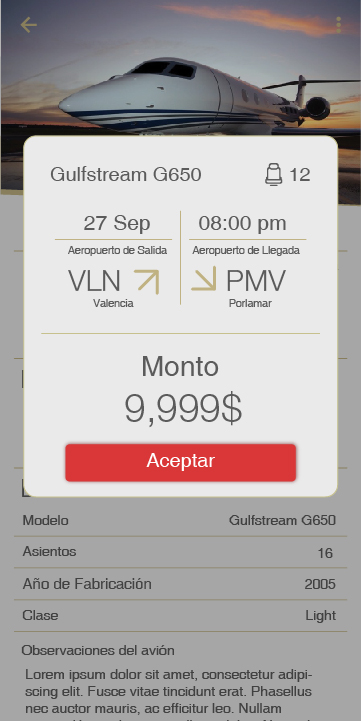 Gulfstream G650 12
27 Sep 08:00 pm
Aeropuerto de Salida Aeropuerto de Llegada
VLN PMV
Valencia Porlamar
Monto
9,999$
Aceptar
Modelo Gulfstream G650
Asientos 16
Año de Fabricación 2005
Clase Light
Observaciones del avión
Lorem ipsum dolor sit amet, consectetur adipi-
scing elit. Fusce vitae tincidunt erat. Phasellus
nec auctor mauris, ac efficitur leo. Nullam